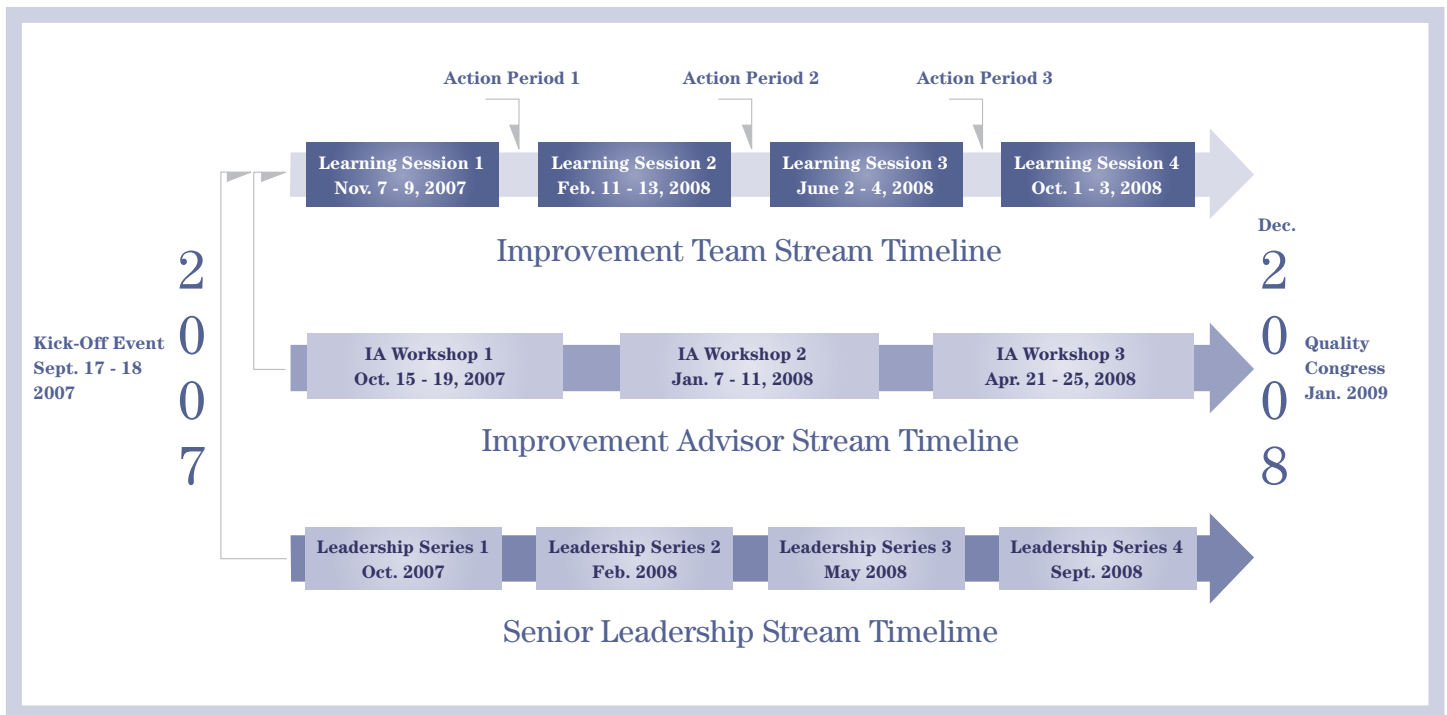 Action Period 1
Action Period 2
Action Period 3
Learning Session 1
Nov. 7 - 9, 2007
Learning Session 2
Feb. 11 - 13, 2008
Learning Session 3
June 2 - 4, 2008
Learning Session 4
Oct. 1 - 3, 2008
Improvement Team Stream Timeline
Kick-Off Event
Sept. 17 - 18
2007
2
0
0
7
IA Workshop 1
Oct. 15 - 19, 2007
IA Workshop 2
Jan. 7 - 11, 2008
IA Workshop 3
Apr. 21 - 25, 2008
Improvement Advisor Stream Timeline
Dec.
2
0
0
8
Quality
Congress
Jan. 2009
Leadership Series 1
Oct. 2007
Leadership Series 2
Feb. 2008
Leadership Series 3
May 2008
Leadership Series 4
Sept. 2008
Senior Leadership Stream Timelime